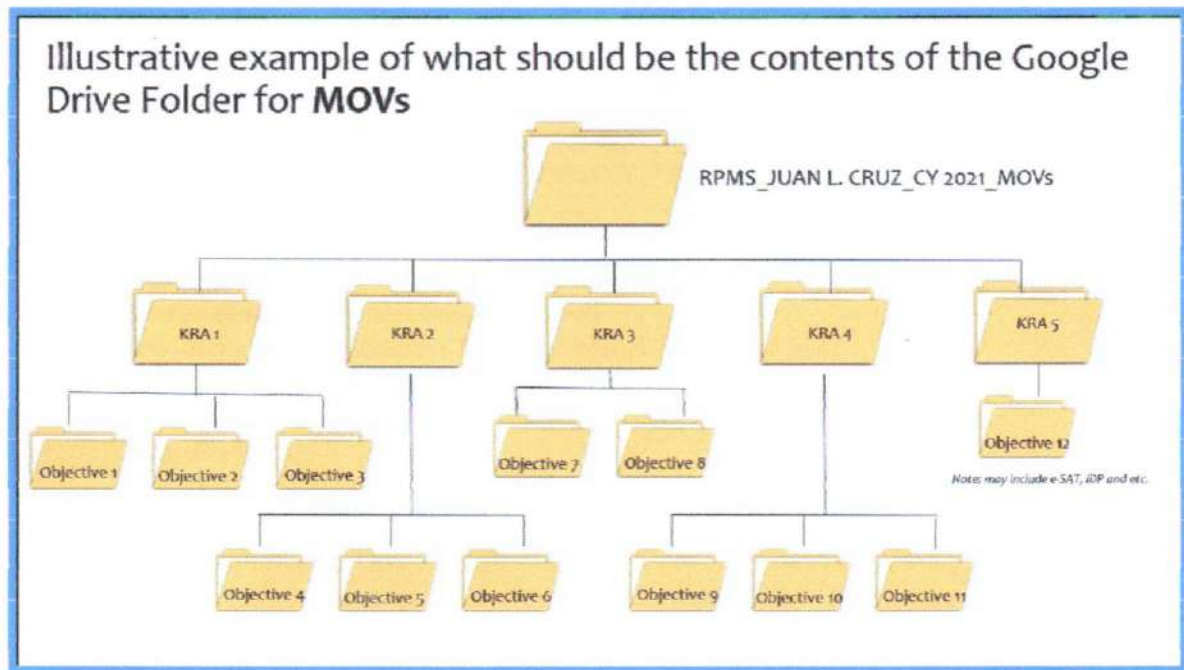 Illustrative example of what should be the contents of the Google
Drive Folder for MOVs
RPMS_JUAN L. CRUZ_CY 2021_MOVs
KRA 1
KRA 2
KRA 3
KRA 4
KRA 5
Objective 1
Objective 2
Objective 3
Objective 7
Objective 8
Objective 12
Notes may include e-SAT, IDP and etc.
Objective 4
Objective 5
Objective 6
Objective 9
Objective 10
Objective 11